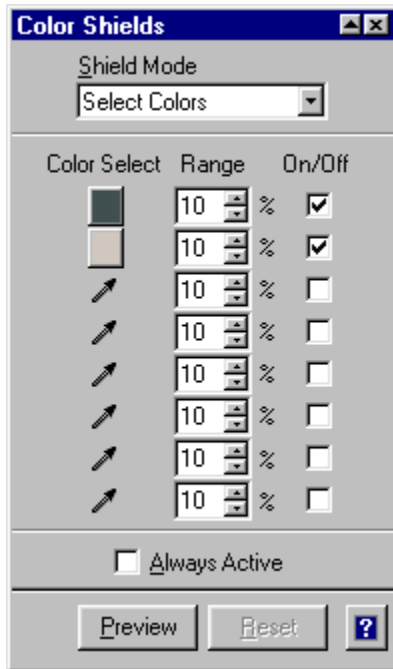 Color Shields
Shield Mode
Select Colors
Color Select Range On/Off
10 %
10 %
10 %
10 %
10 %
10 %
10 %
10 %
Always Active
Preview Reset ?